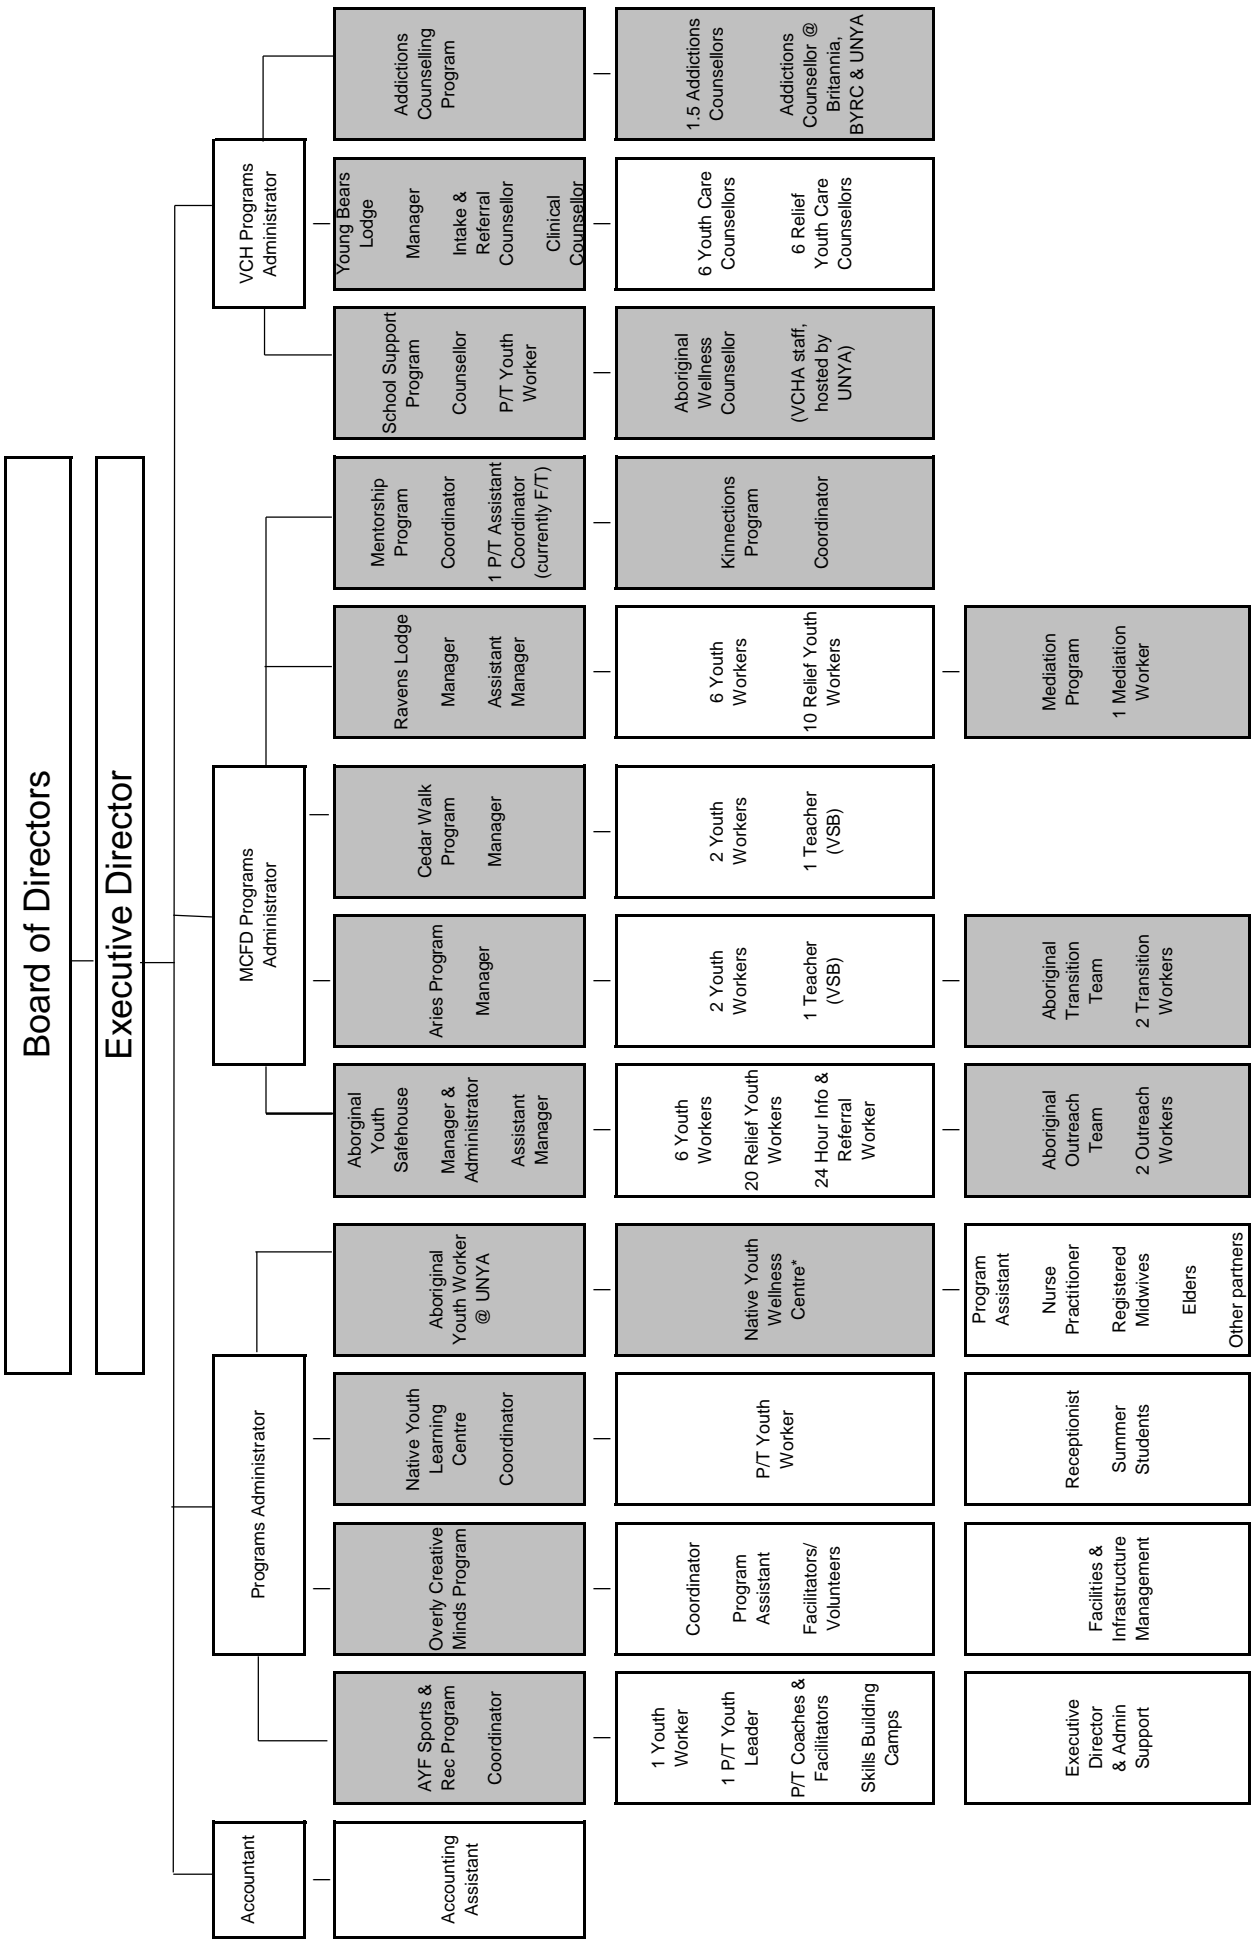 Board of Directors
Executive Director
Accountant
Programs Administrator
MCFD Programs
Administrator
VCH Programs
Administrator
Accounting
Assistant
AYF Sports &
Rec Program
Coordinator
Overly Creative
Minds Program
Native Youth
Learning
Centre
Coordinator
Aboriginal
Youth Worker
@ UNYA
Aborginal
Youth
Safehouse
Manager &
Administrator
Assistant
Manager
Aries Program
Manager
Cedar Walk
Program
Manager
Ravens Lodge
Manager
Assistant
Manager
Mentorship
Program
Coordinator
1 P/T Assistant
Coordinator
(currently F/T)
School Support
Program
Counsellor
P/T Youth
Worker
Young Bears
Lodge
Manager
Intake &
Referral
Counsellor
Clinical
Counsellor
Addictions
Counselling
Program
1 Youth
Worker
1 P/T Youth
Leader
P/T Coaches &
Facilitators
Skills Building
Camps
Coordinator
Program
Assistant
Facilitators/
Volunteers
P/T Youth
Worker
Native Youth
Wellness
Centre*
6 Youth
Workers
20 Relief Youth
Workers
24 Hour Info &
Referral
Worker
2 Youth
Workers
1 Teacher
(VSB)
2 Youth
Workers
1 Teacher
(VSB)
6 Youth
Workers
10 Relief Youth
Workers
Kinnections
Program
Coordinator
Aboriginal
Wellness
Counsellor
(VCHA staff,
hosted by
UNYA)
6 Youth Care
Counsellors
6 Relief
Youth Care
Counsellors
1.5 Addictions
Counsellors
Addictions
Counsellor @
Britannia,
BYRC & UNYA
Executive
Director
& Admin
Support
Facilities &
Infrastructure
Management
Receptionist
Summer
Students
Program
Assistant
Nurse
Practitioner
Registered
Midwives
Elders
Other partners
Aboriginal
Outreach
Team
2 Outreach
Workers
Aboriginal
Transition
Team
2 Transition
Workers
Mediation
Program
1 Mediation
Worker